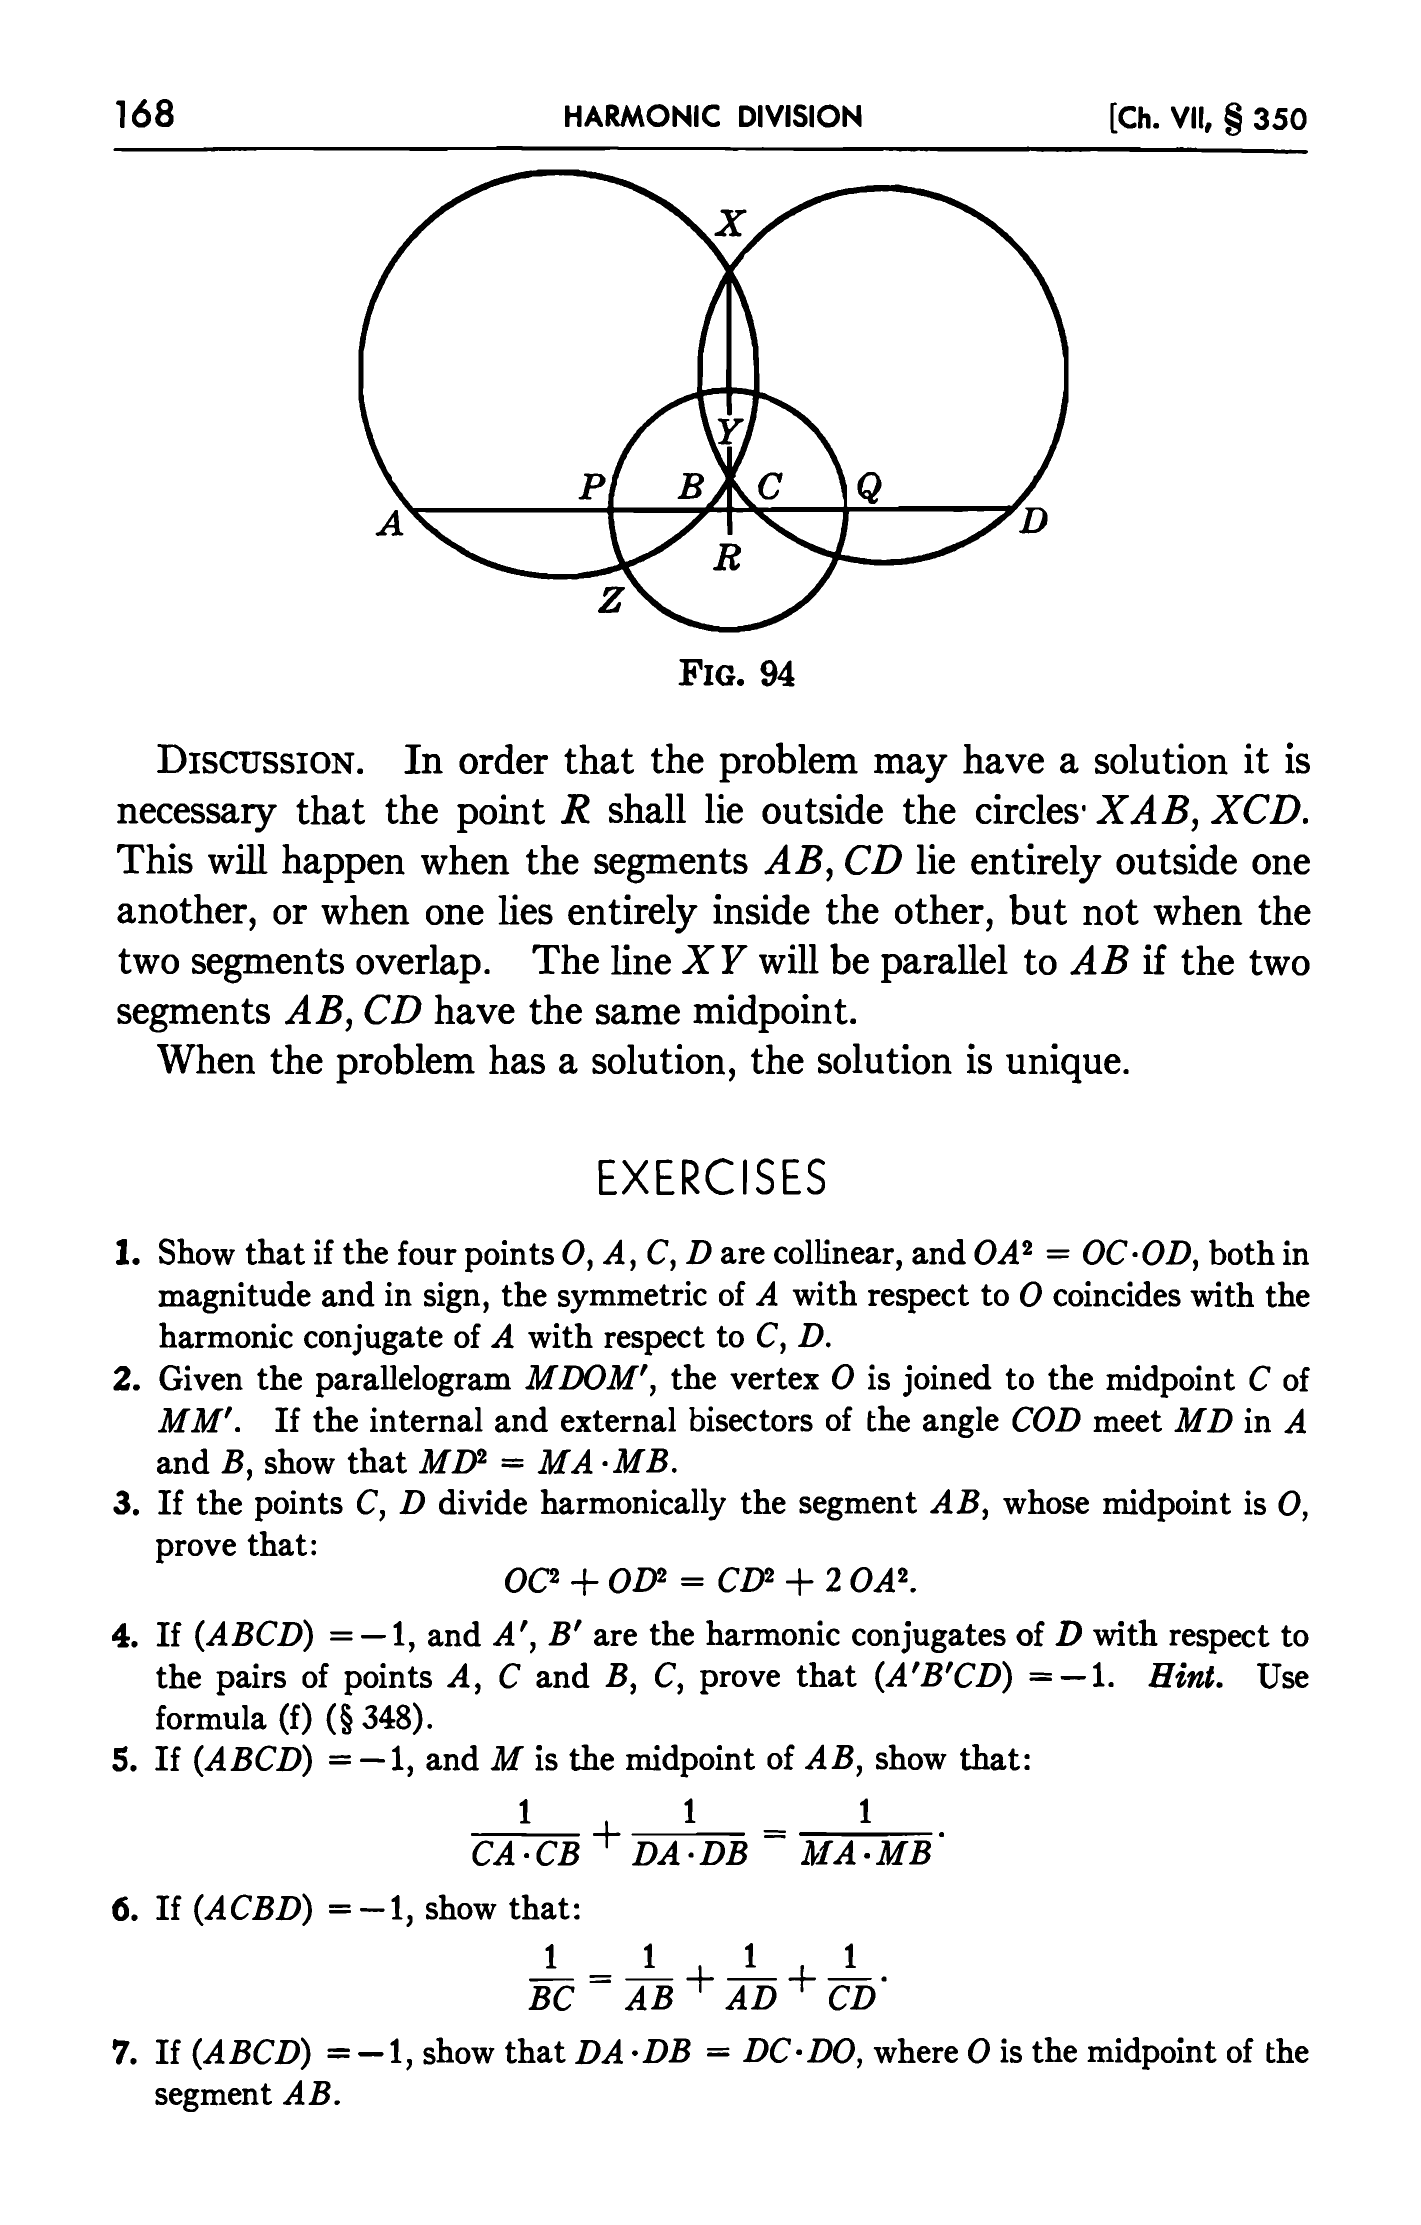 168 HARMONIC DIVISION [Ch. VII, § 350
X
Y
P B C Q
A D
R
Z
FIG. 94
DISCUSSION. In order that the problem may have a solution it is
necessary that the point R shall lie outside the circles XAB, XCD.
This will happen when the segments AB, CD lie entirely outside one
another, or when one lies entirely inside the other, but not when the
two segments overlap. The line XY will be parallel to AB if the two
segments AB, CD have the same midpoint.
When the problem has a solution, the solution is unique.
EXERCISES
1. Show that if the four points O, A, C, D are collinear, and OA² = OC·OD, both in
magnitude and in sign, the symmetric of A with respect to O coincides with the
harmonic conjugate of A with respect to C, D.
2. Given the parallelogram MDOM', the vertex O is joined to the midpoint C of
MM'. If the internal and external bisectors of the angle COD meet MD in A
and B, show that MD² = MA·MB.
3. If the points C, D divide harmonically the segment AB, whose midpoint is O,
prove that:
OC² + OD² = CD² + 2 OA².
4. If (ABCD) = −1, and A', B' are the harmonic conjugates of D with respect to
the pairs of points A, C and B, C, prove that (A'B'CD) = −1. Hint. Use
formula (f) (§ 348).
5. If (ABCD) = −1, and M is the midpoint of AB, show that:
1 1 1
+ =
CA·CB DA·DB MA·MB.
6. If (ACBD) = −1, show that:
1 1 1 1
= + +
BC AB AD CD.
7. If (ABCD) = −1, show that DA·DB = DC·DO, where O is the midpoint of the
segment AB.